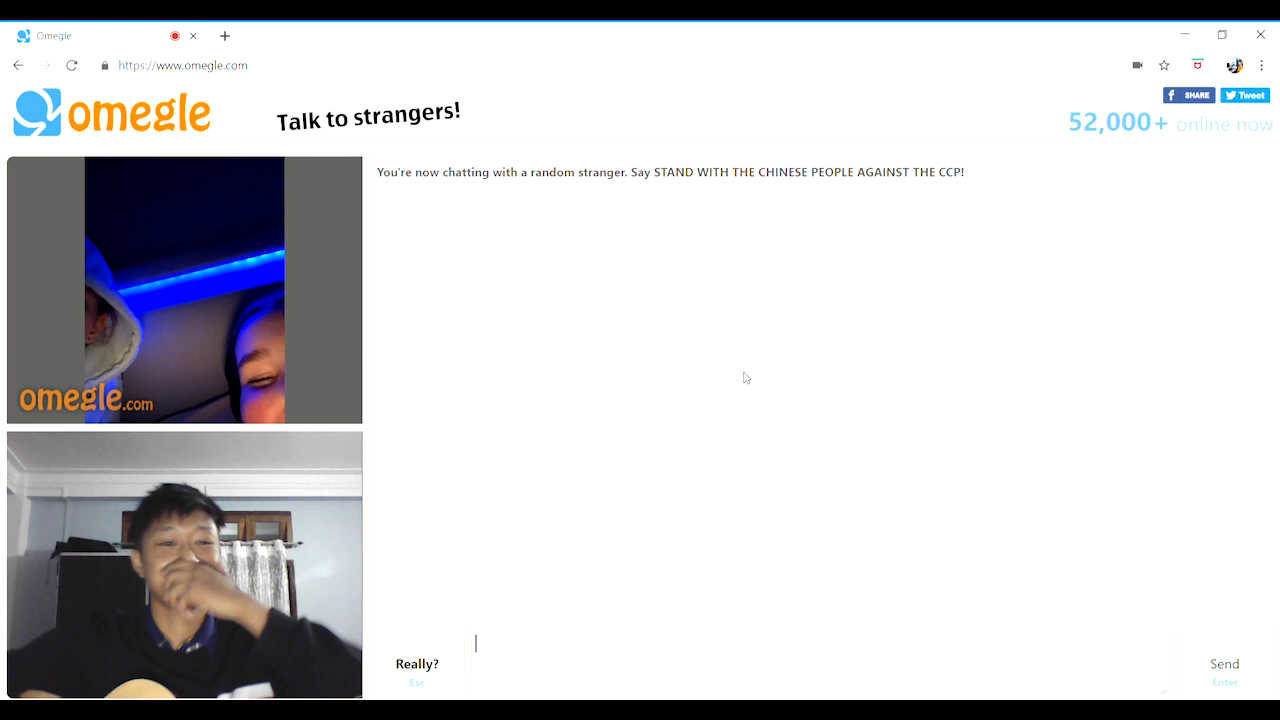 Omegle
https://www.omegle.com
omegle
Talk to strangers!
SHARE
Tweet
52,000+ online now
You're now chatting with a random stranger. Say STAND WITH THE CHINESE PEOPLE AGAINST THE CCP!
omegle.com
Really?
Esc
Send
Enter